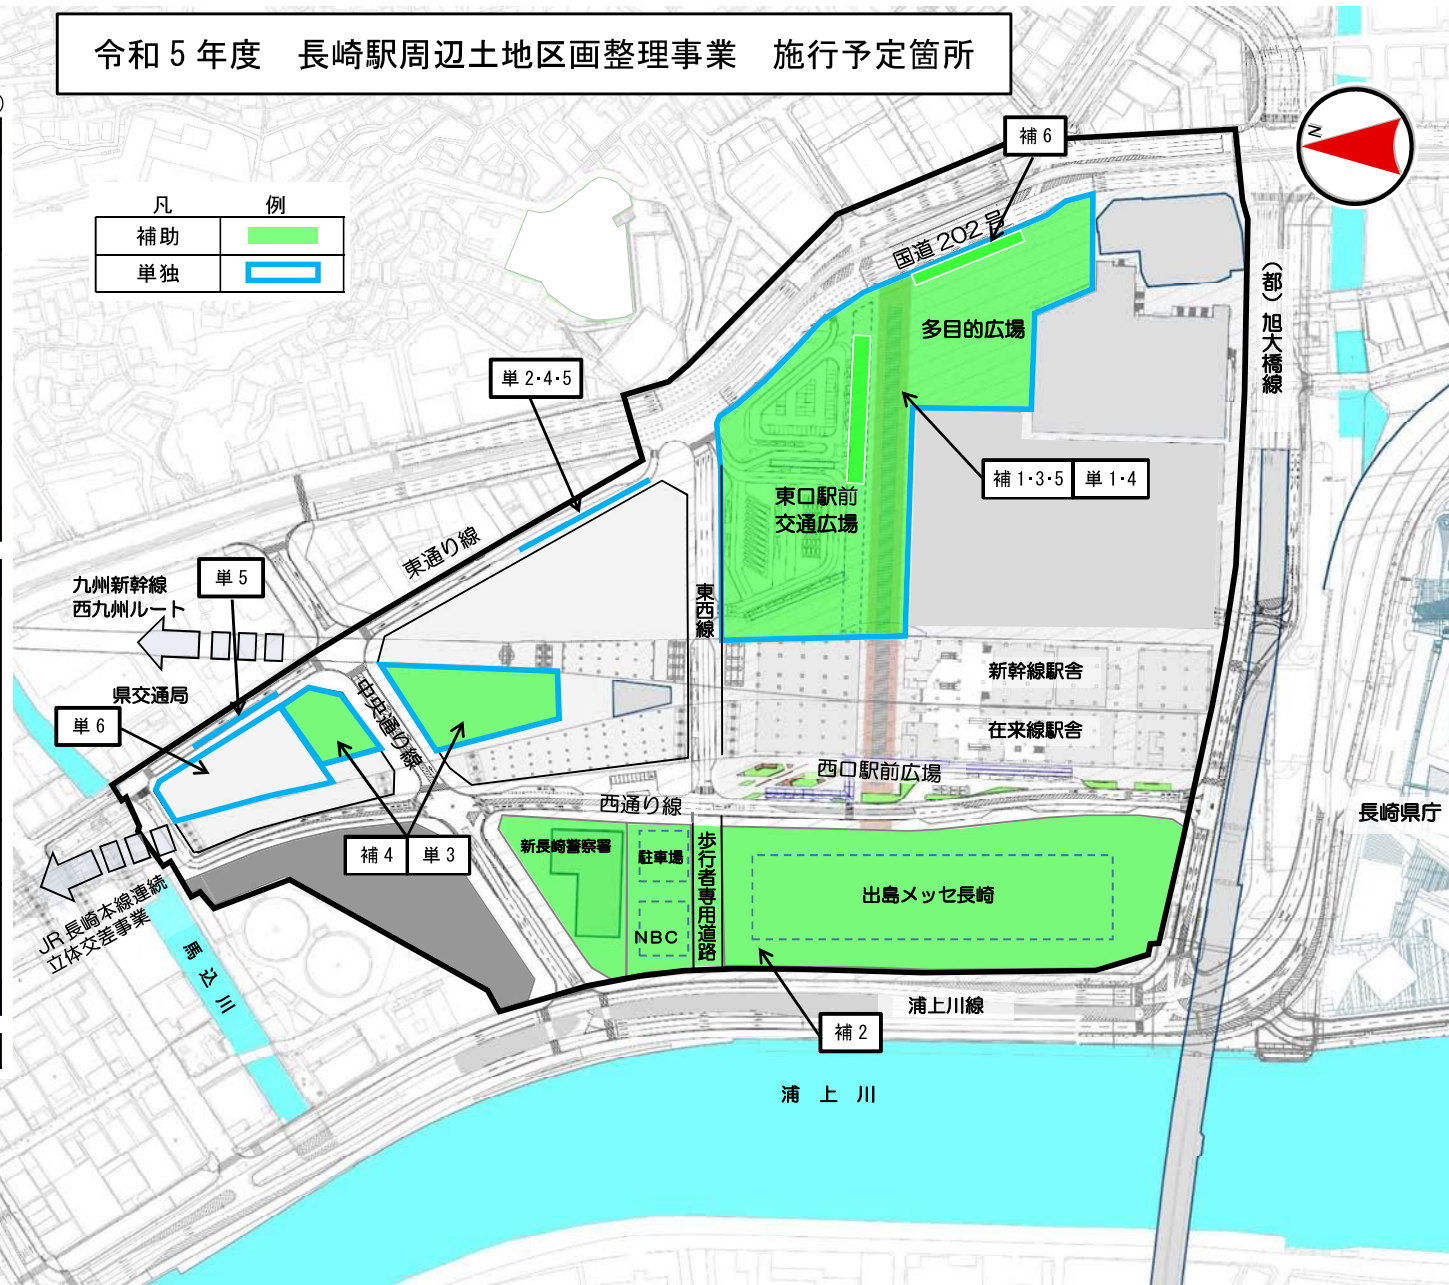 令和5年度　長崎駅周辺土地区画整理事業　施行予定箇所
N
凡　例
補助
単独
補6
国道202号
多目的広場
(都)旭大橋線
単2・4・5
補1・3・5 単1・4
東口駅前
交通広場
東通り線
九州新幹線
西九州ルート
単5
東西線
県交通局
単6
中央通り線
新幹線駅舎
在来線駅舎
西口駅前広場
西通り線
長崎県庁
補4 単3
新長崎警察署
駐車場
NBC
歩行者専用道路
出島メッセ長崎
JR長崎本線連続
立体交差事業
馬込川
浦上川線
補2
浦上川